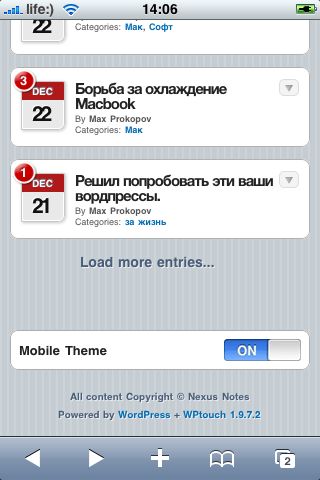 life:) 14:06
22
Categories: Мак, Софт
3
DEC
22
Борьба за охлаждение
Macbook
By Max Prokopov
Categories: Мак
1
DEC
21
Решил попробовать эти ваши
вордпрессы.
By Max Prokopov
Categories: за жизнь
Load more entries...
Mobile Theme ON
All content Copyright © Nexus Notes
Powered by WordPress + WPtouch 1.9.7.2
2